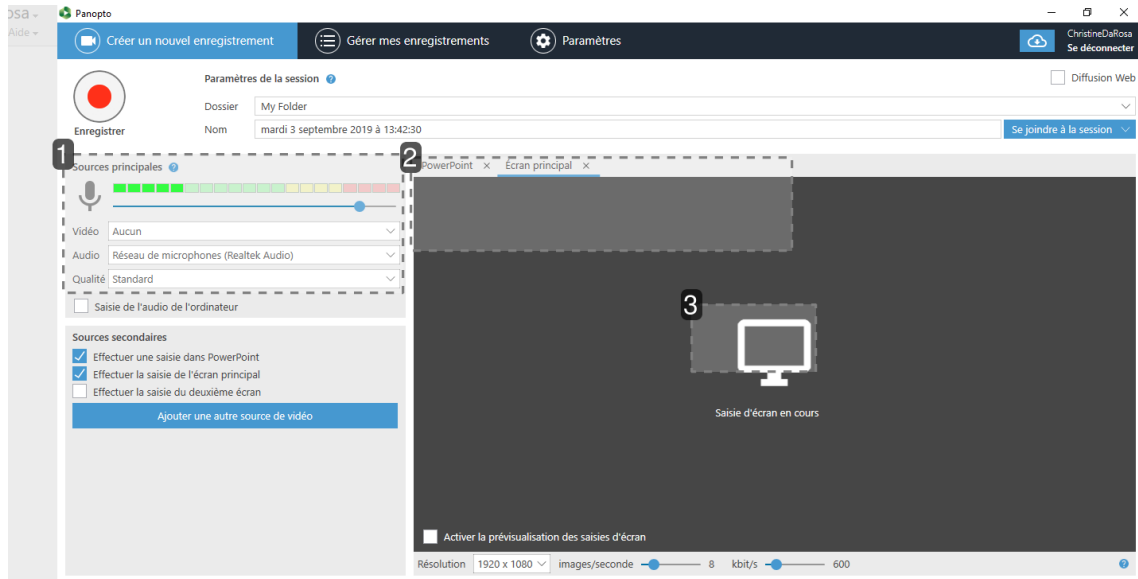 osa
Aide
Panopto
Créer un nouvel enregistrement
Gérer mes enregistrements
Paramètres
ChristineDaRosa
Se déconnecter
Paramètres de la session ?
Diffusion Web
Dossier My Folder
Enregistrer
Nom mardi 3 septembre 2019 à 13:42:30
Se joindre à la session
1
2
Sources principales ?
PowerPoint × Écran principal ×
Vidéo Aucun
Audio Réseau de microphones (Realtek Audio)
Qualité Standard
Saisie de l'audio de l'ordinateur
3
Sources secondaires
Effectuer une saisie dans PowerPoint
Effectuer la saisie de l'écran principal
Effectuer la saisie du deuxième écran
Ajouter une autre source de vidéo
Saisie d'écran en cours
Activer la prévisualisation des saisies d'écran
Résolution 1920 x 1080 images/seconde 8 kbit/s 600 ?